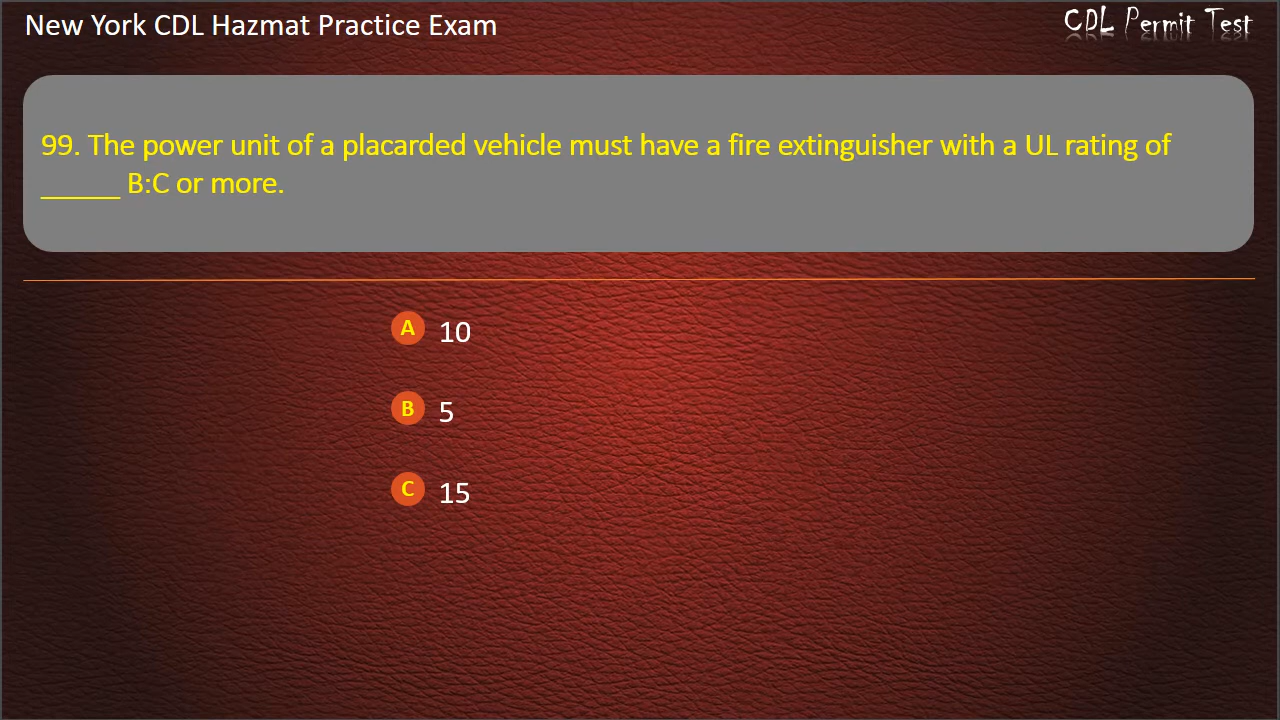 New York CDL Hazmat Practice Exam
CDL Permit Test
99. The power unit of a placarded vehicle must have a fire extinguisher with a UL rating of
_____ B:C or more.
A 10
B 5
C 15